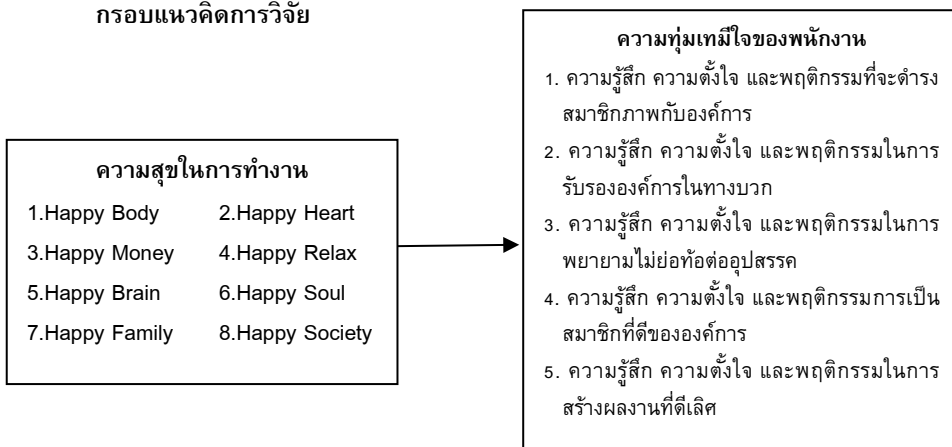 กรอบแนวคิดการวิจัย
ความสุขในการทำงาน
1.Happy Body 2.Happy Heart
3.Happy Money 4.Happy Relax
5.Happy Brain 6.Happy Soul
7.Happy Family 8.Happy Society
ความทุ่มเทมีใจของพนักงาน
1. ความรู้สึก ความตั้งใจ และพฤติกรรมที่จะดำรง
สมาชิกภาพกับองค์การ
2. ความรู้สึก ความตั้งใจ และพฤติกรรมในการ
รับรององค์การในทางบวก
3. ความรู้สึก ความตั้งใจ และพฤติกรรมในการ
พยายามไม่ย่อท้อต่ออุปสรรค
4. ความรู้สึก ความตั้งใจ และพฤติกรรมการเป็น
สมาชิกที่ดีขององค์การ
5. ความรู้สึก ความตั้งใจ และพฤติกรรมในการ
สร้างผลงานที่ดีเลิศ